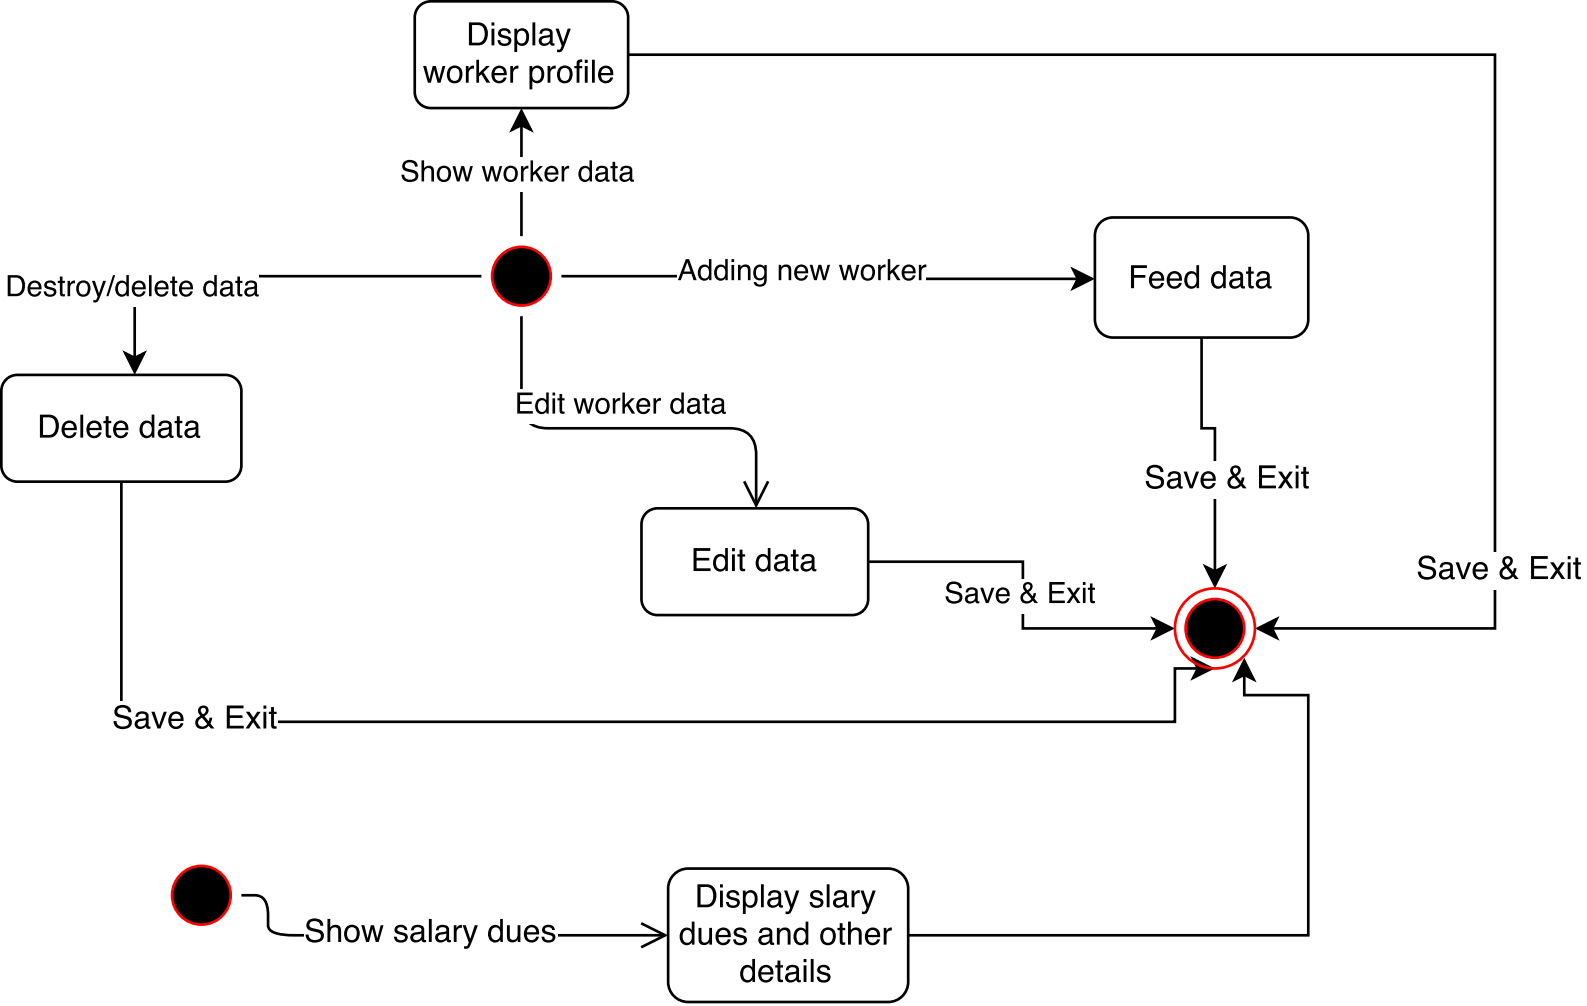 Display
worker profile
Show worker data
Adding new worker
Feed data
Destroy/delete data
Edit worker data
Delete data
Save & Exit
Edit data
Save & Exit
Save & Exit
Save & Exit
Display slary
dues and other
details
Show salary dues